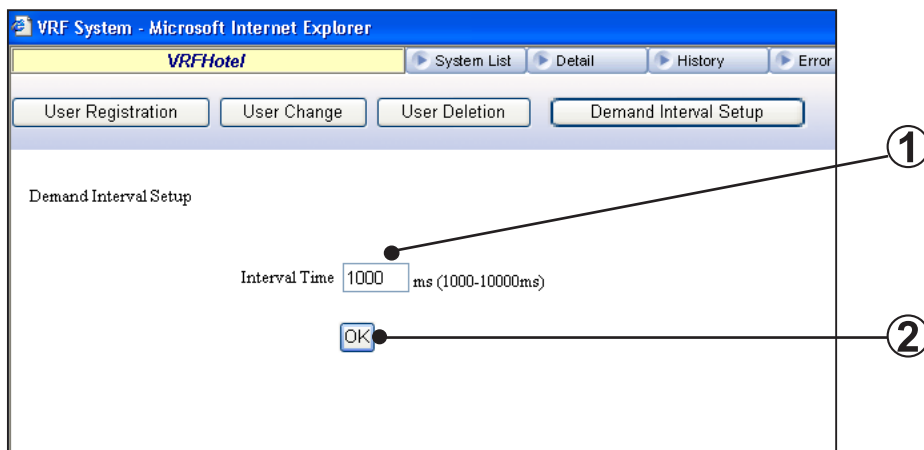 VRF System - Microsoft Internet Explorer
VRFHotel System List Detail History Error
User Registration User Change User Deletion Demand Interval Setup
1
Demand Interval Setup
Interval Time 1000 ms (1000-10000ms)
OK
2